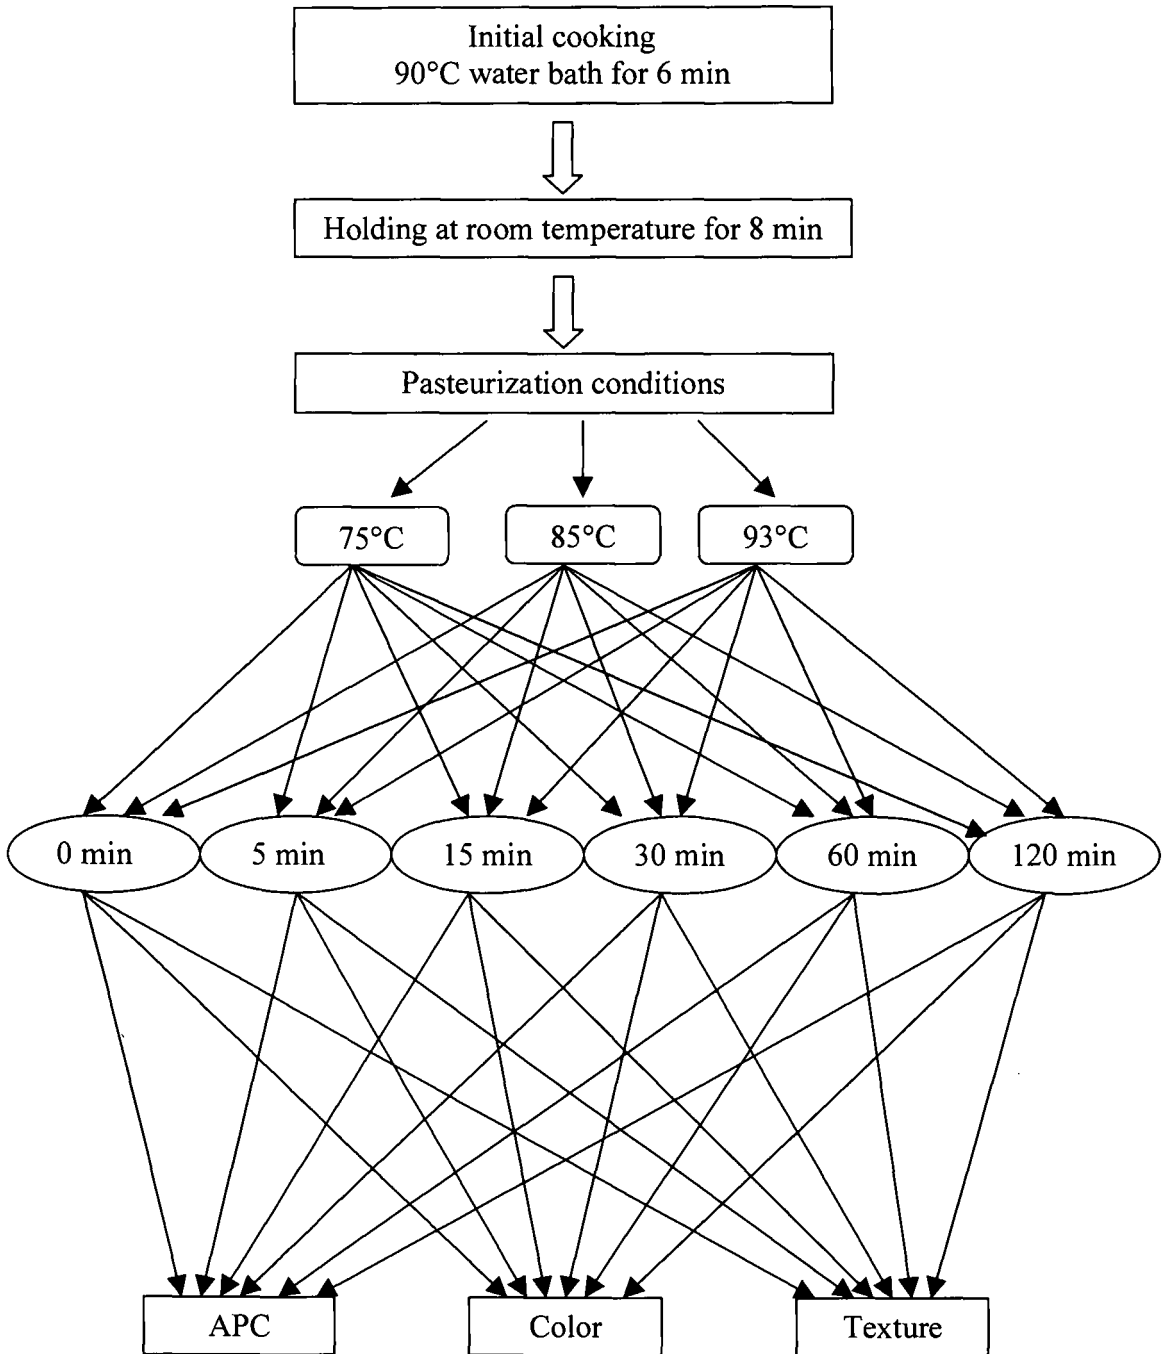 Initial cooking
90°C water bath for 6 min
Holding at room temperature for 8 min
Pasteurization conditions
75°C
85°C
93°C
0 min
5 min
15 min
30 min
60 min
120 min
APC
Color
Texture